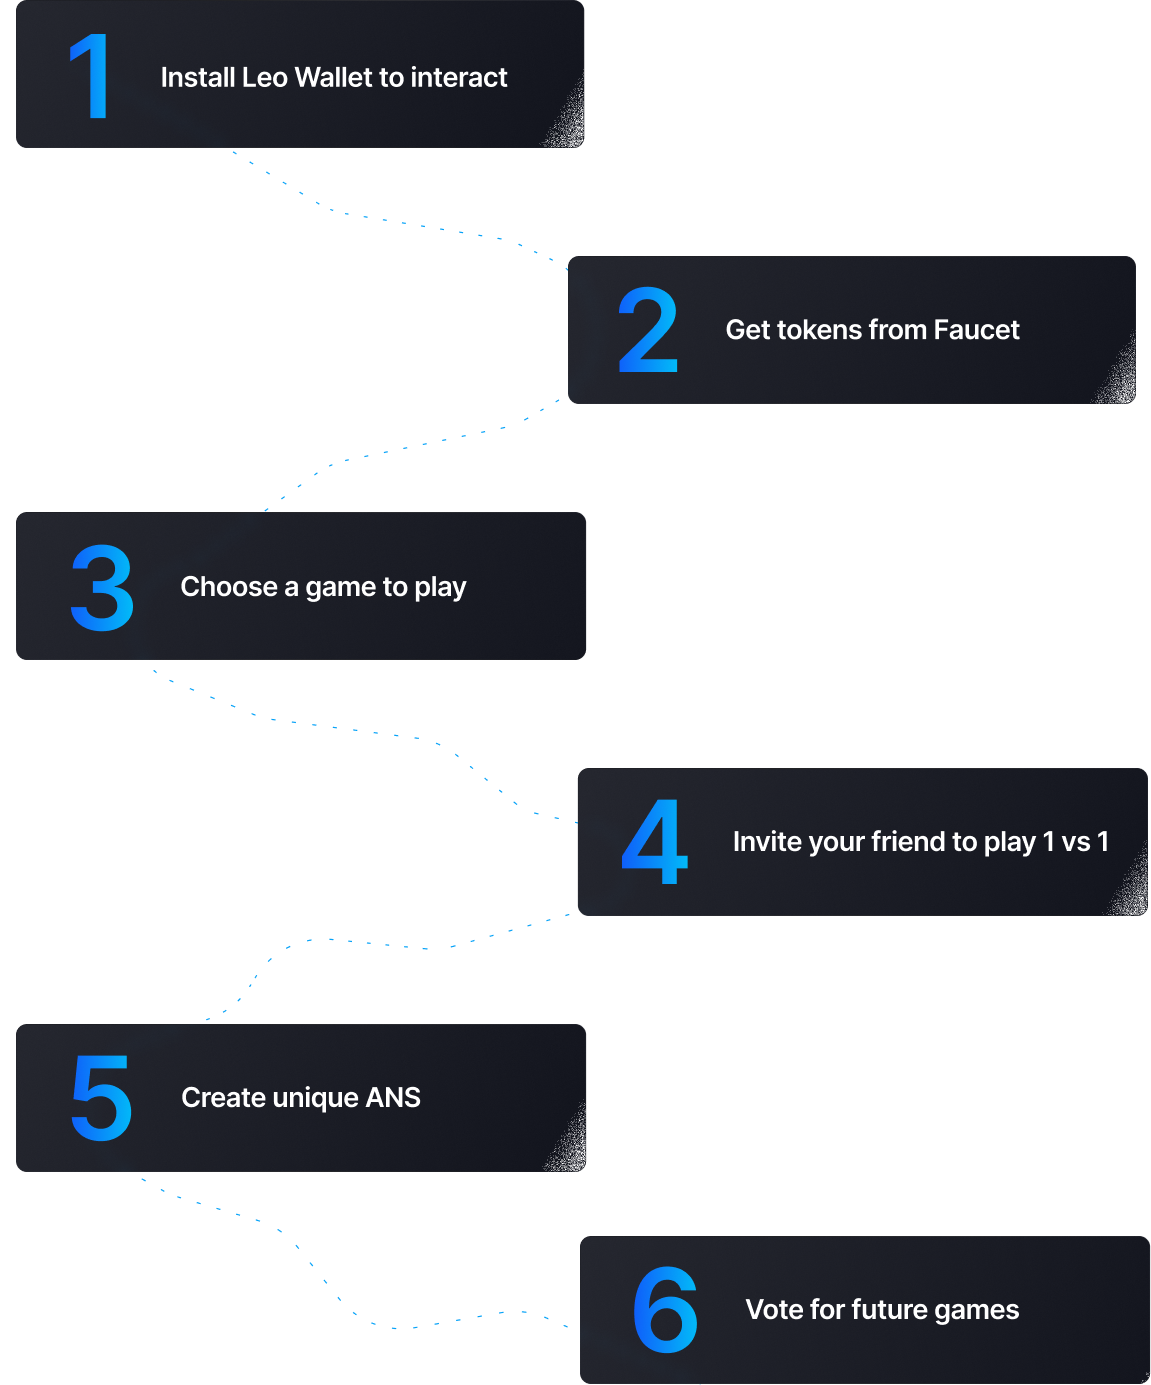 1
Install Leo Wallet to interact
2
Get tokens from Faucet
3
Choose a game to play
4
Invite your friend to play 1 vs 1
5
Create unique ANS
6
Vote for future games